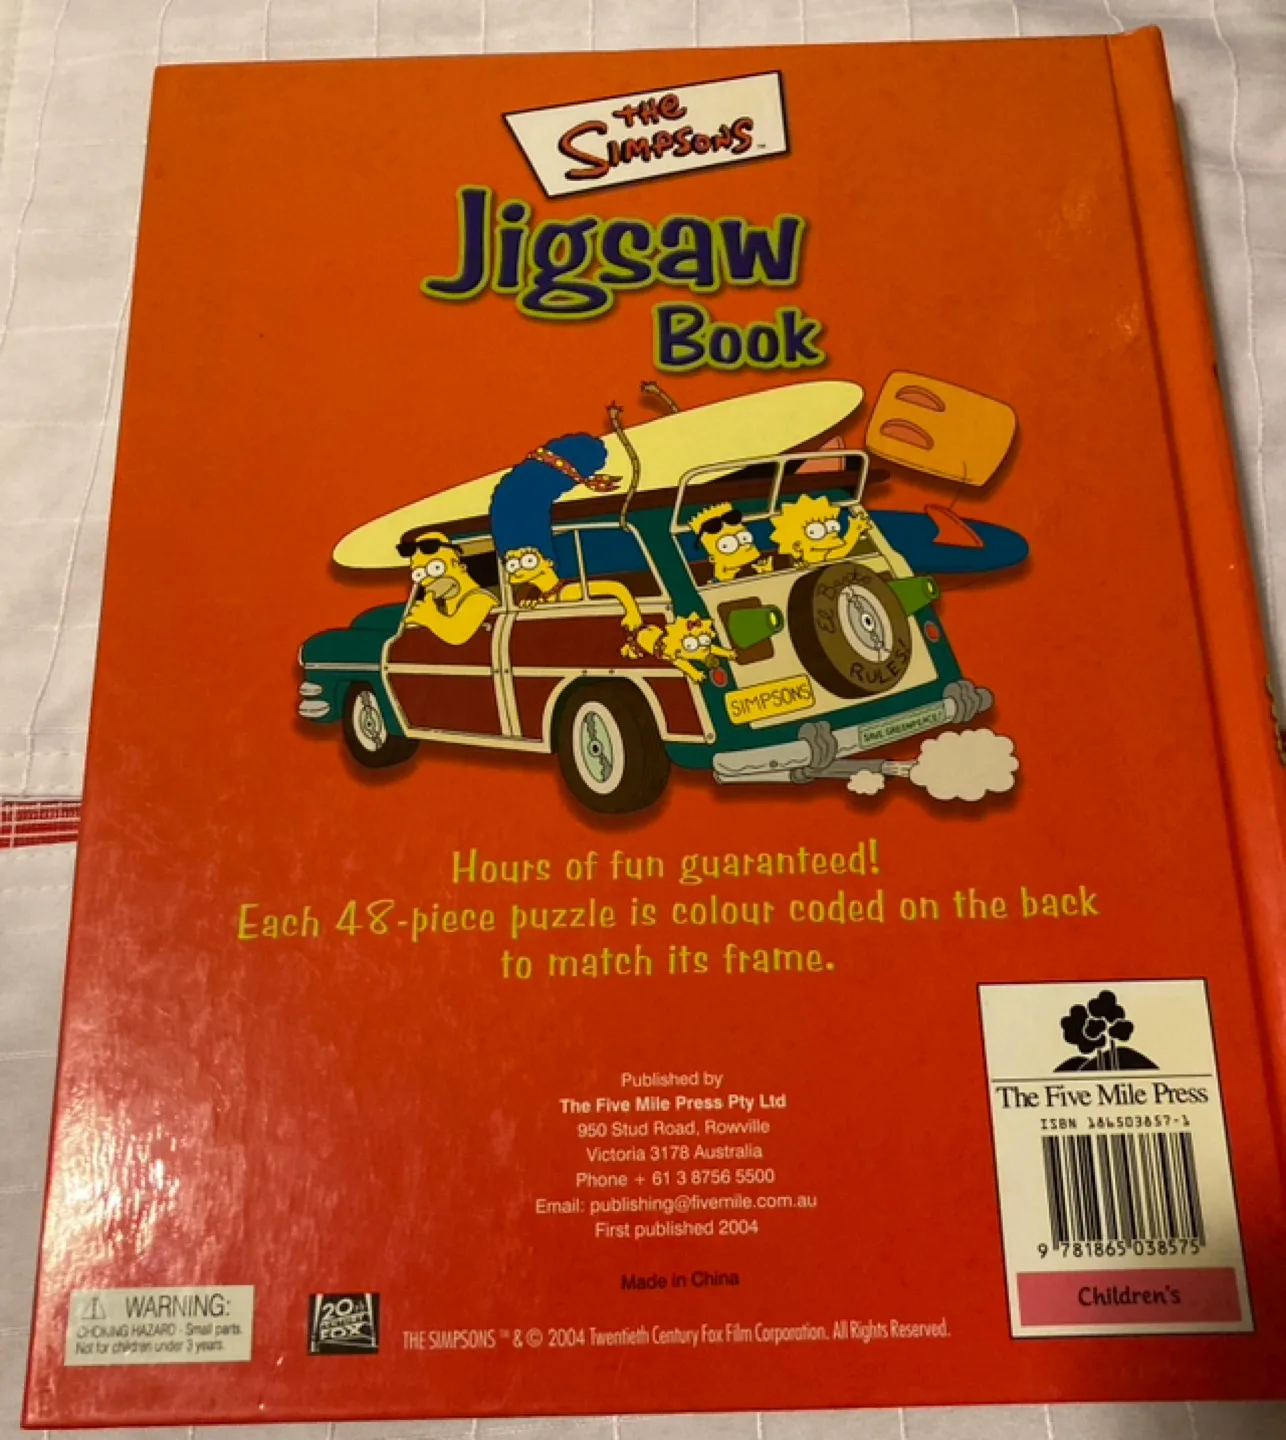 THE
SIMPSONS™
Jigsaw
Book
El Barto
RULES!
SIMPSONS
SAVE GREENPEACE!
Hours of fun guaranteed!
Each 48-piece puzzle is colour coded on the back
to match its frame.
Published by
The Five Mile Press Pty Ltd
950 Stud Road, Rowville
Victoria 3178 Australia
Phone + 61 3 8756 5500
Email: publishing@fivemile.com.au
First published 2004
Made in China
The Five Mile Press
ISBN 186503857-1
9 781865 038575
Children's
WARNING:
CHOKING HAZARD - Small parts.
Not for children under 3 years.
20th
CENTURY
FOX
THE SIMPSONS ™ & © 2004 Twentieth Century Fox Film Corporation. All Rights Reserved.